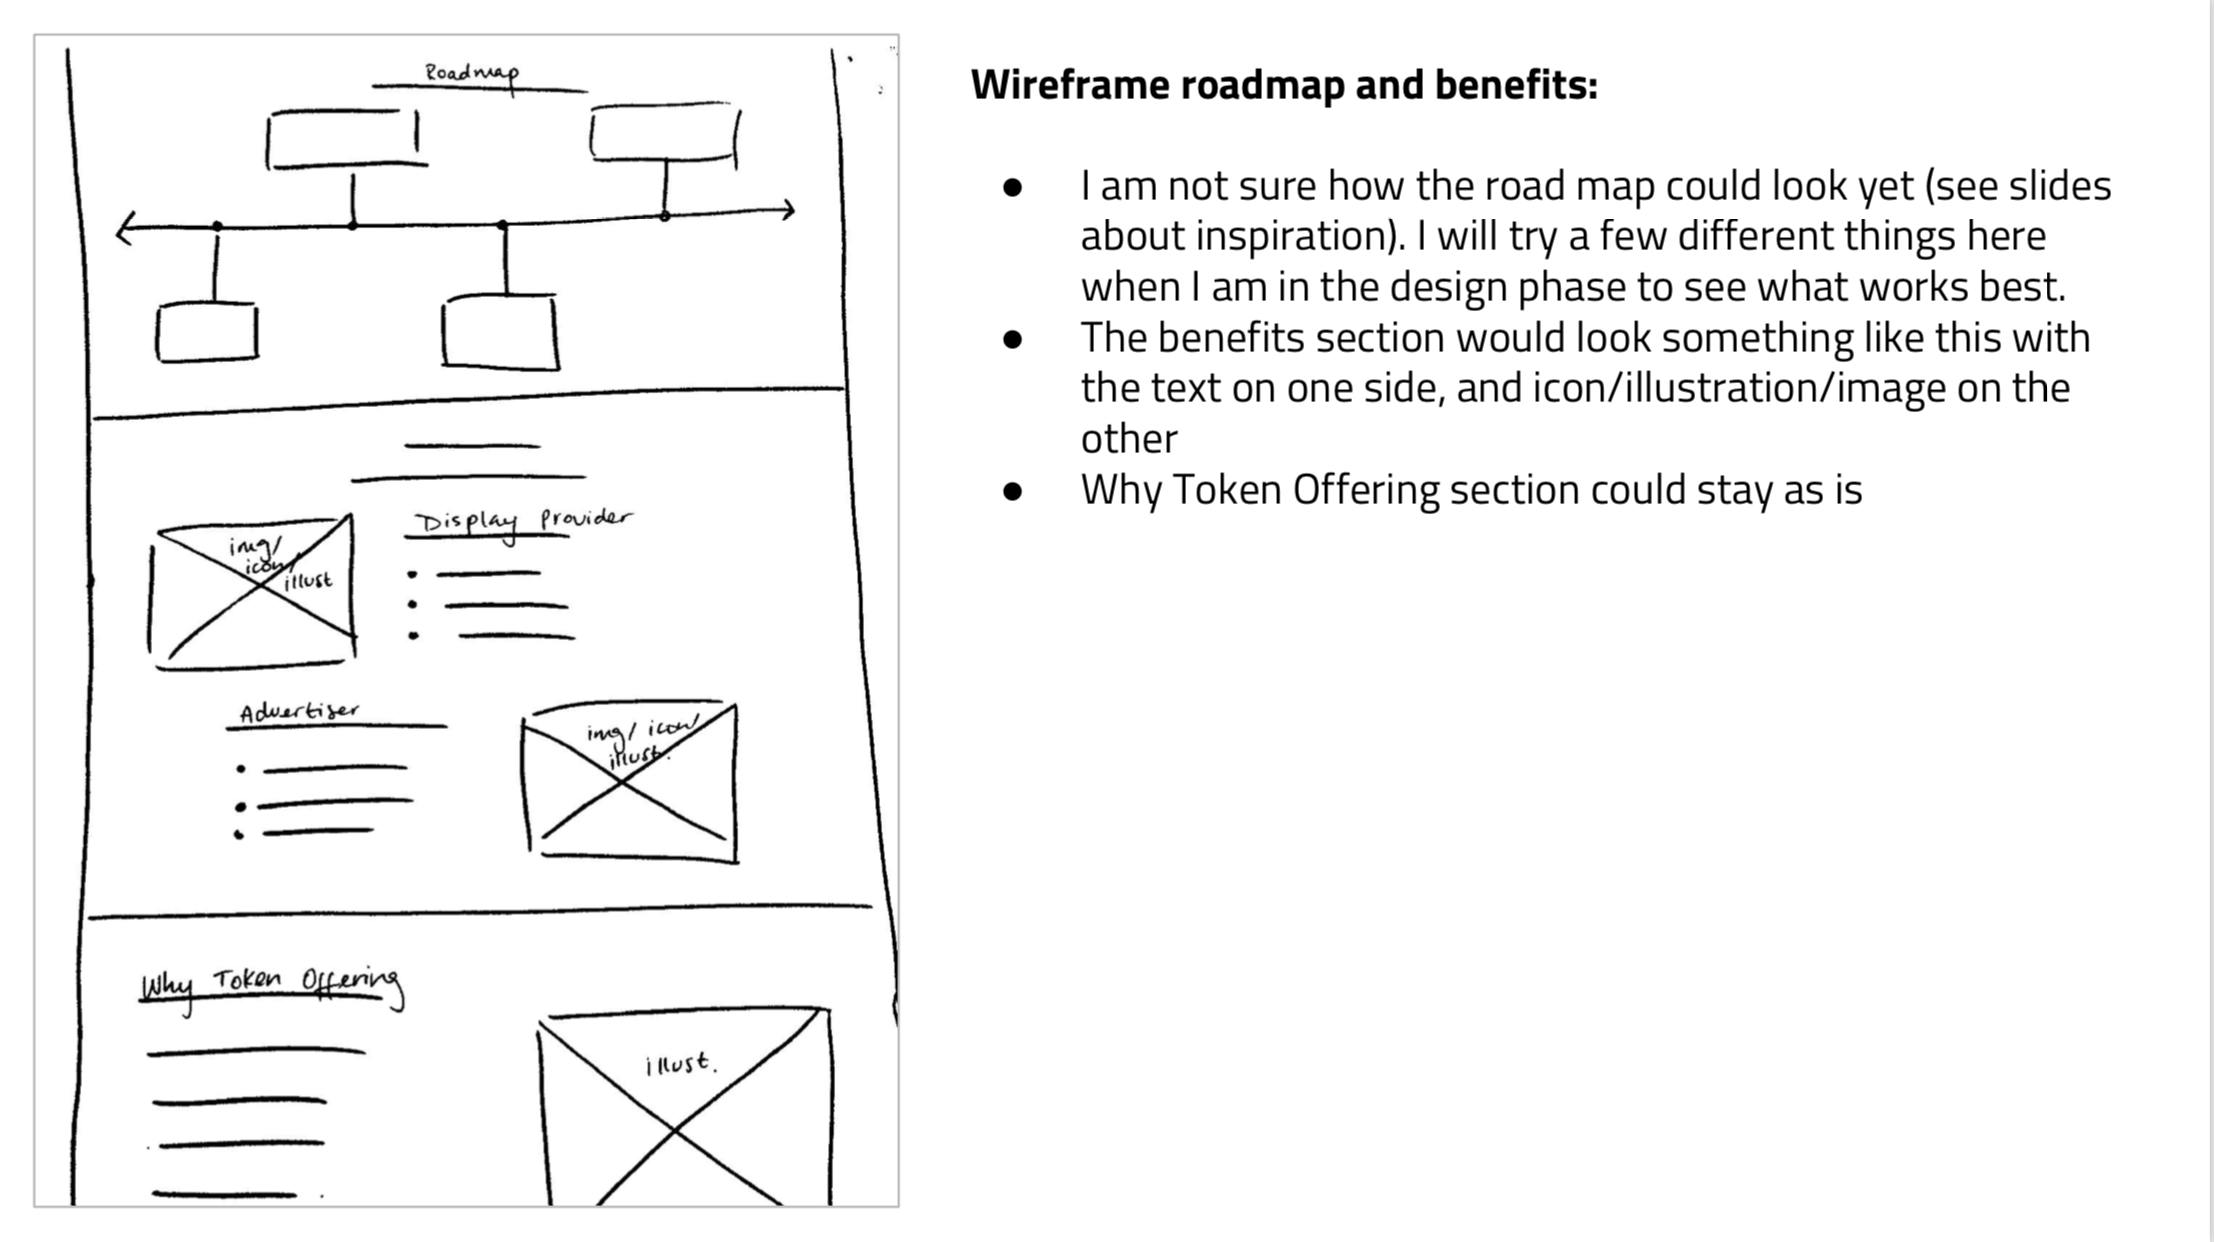 Roadmap
Display Provider
img/
icon/
illust
Advertiser
img/ icon/
illust.
Why Token Offering
illust.
Wireframe roadmap and benefits:
● I am not sure how the road map could look yet (see slides
about inspiration). I will try a few different things here
when I am in the design phase to see what works best.
● The benefits section would look something like this with
the text on one side, and icon/illustration/image on the
other
● Why Token Offering section could stay as is